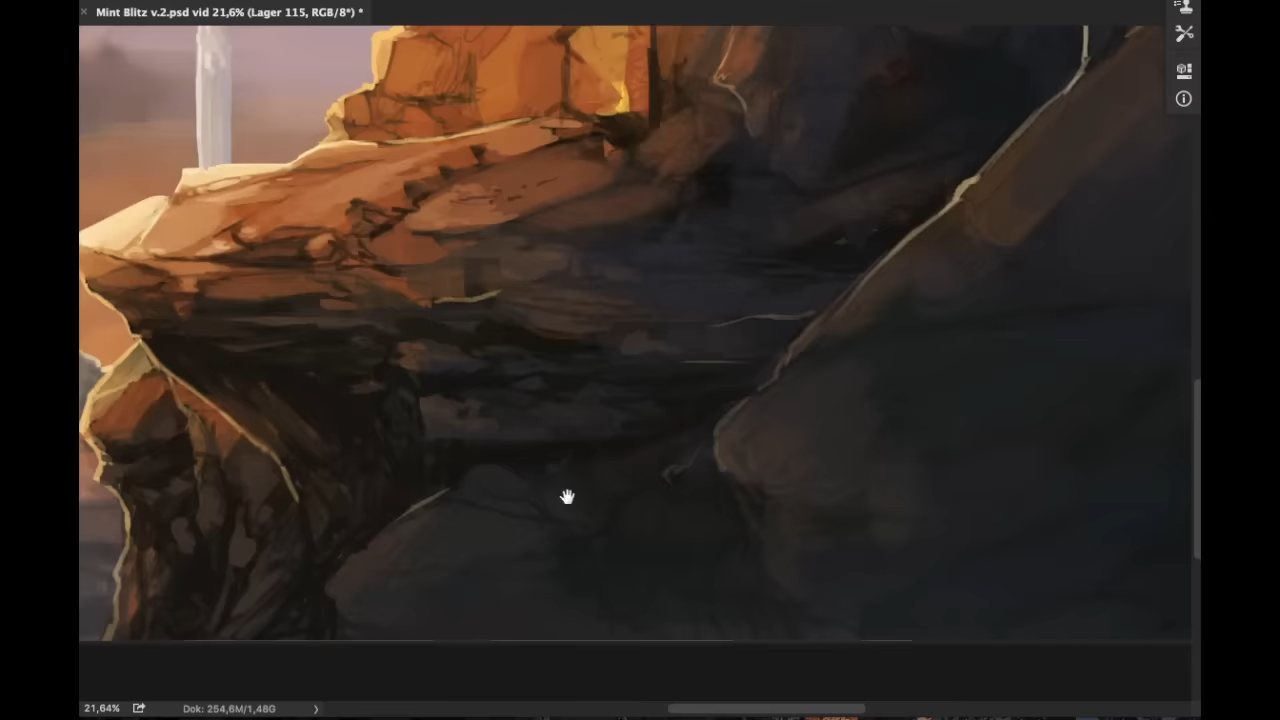 Mint Blitz v.2.psd vid 21,6% (Lager 115, RGB/8*) *
21,64%
Dok: 254,6M/1,48G